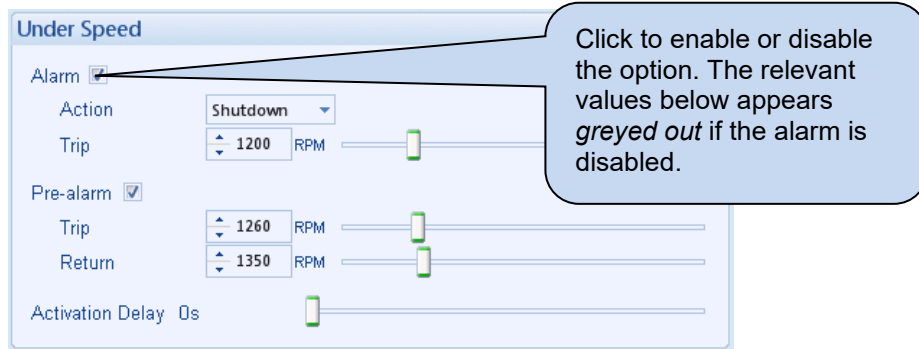 Under Speed
Click to enable or disable
the option. The relevant
values below appears
greyed out if the alarm is
disabled.
Alarm
Action Shutdown
Trip 1200 RPM
Pre-alarm
Trip 1260 RPM
Return 1350 RPM
Activation Delay 0s